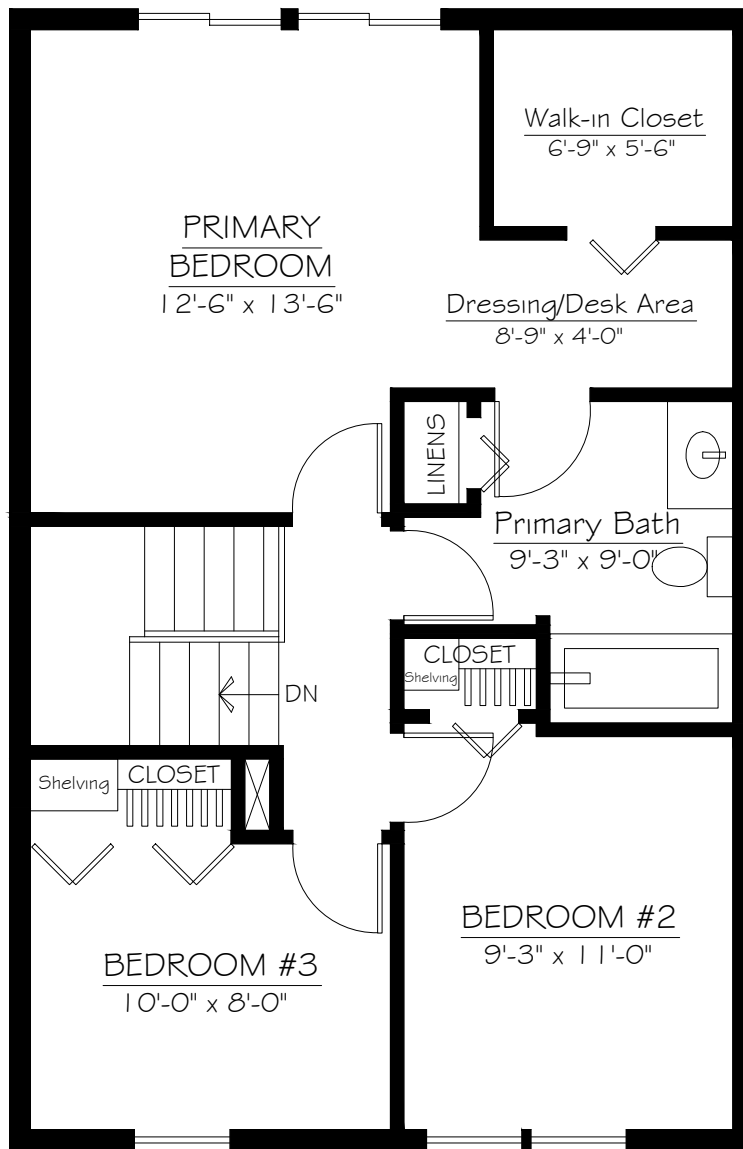 Walk-in Closet
6'-9" x 5'-6"
PRIMARY
BEDROOM
12'-6" x 13'-6"
Dressing/Desk Area
8'-9" x 4'-0"
LINENS
Primary Bath
9'-3" x 9'-0"
CLOSET
Shelving
DN
Shelving
CLOSET
BEDROOM #2
9'-3" x 11'-0"
BEDROOM #3
10'-0" x 8'-0"